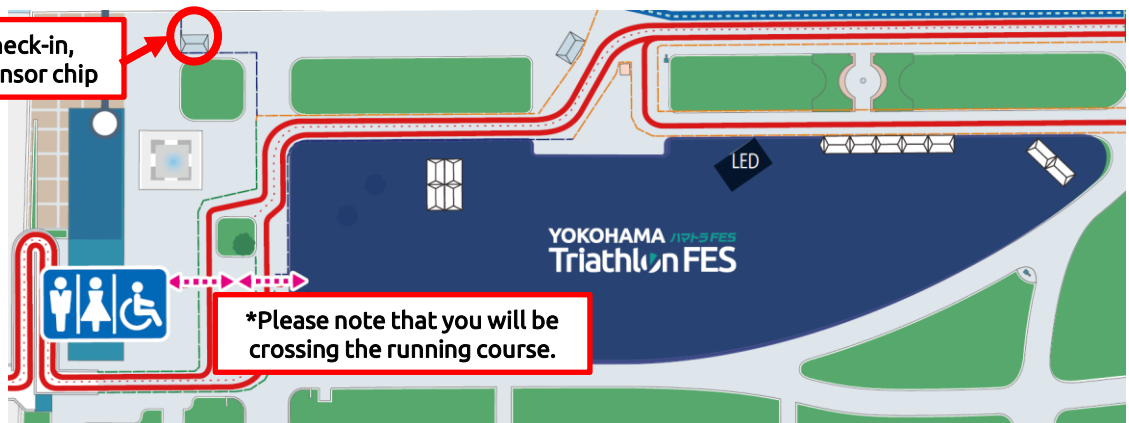 heck-in,
nsor chip
LED
YOKOHAMA ハマトラFES
Triathlon FES
*Please note that you will be
crossing the running course.